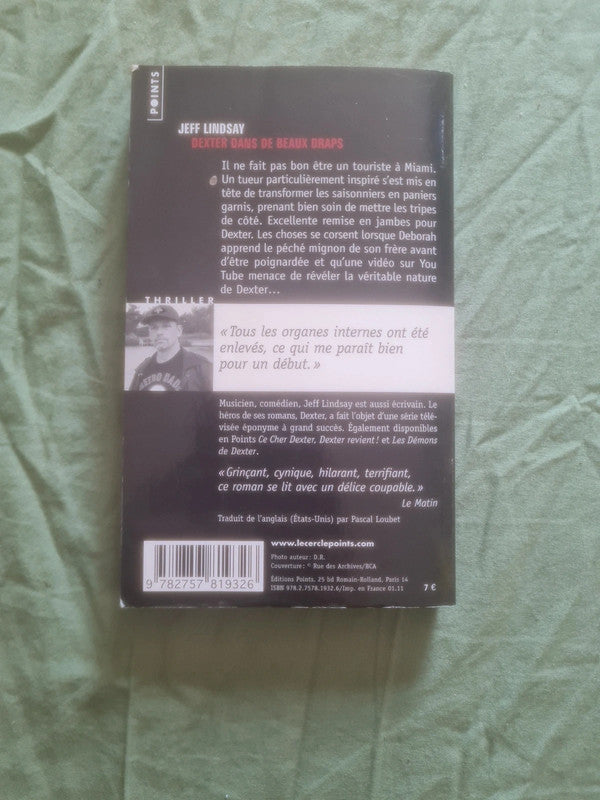 POINTS
JEFF LINDSAY
DEXTER DANS DE BEAUX DRAPS
Il ne fait pas bon être un touriste à Miami.
Un tueur particulièrement inspiré s'est mis en
tête de transformer les saisonniers en paniers
garnis, prenant bien soin de mettre les tripes
de côté. Excellente remise en jambes pour
Dexter. Les choses se corsent lorsque Deborah
apprend le péché mignon de son frère avant
d'être poignardée et qu'une vidéo sur You
Tube menace de révéler la véritable nature
de Dexter...
THRILLER
« Tous les organes internes ont été
enlevés, ce qui me paraît bien
pour un début. »
Musicien, comédien, Jeff Lindsay est aussi écrivain. Le
héros de ses romans, Dexter, a fait l'objet d'une série télé-
visée éponyme à grand succès. Également disponibles
en Points Ce Cher Dexter, Dexter revient ! et Les Démons
de Dexter.
« Grinçant, cynique, hilarant, terrifiant,
ce roman se lit avec un délice coupable. »
Le Matin
Traduit de l'anglais (États-Unis) par Pascal Loubet
www.lecerclepoints.com
Photo auteur : D.R.
Couverture : © Rue des Archives/BCA
Éditions Points, 25 bd Romain-Rolland, Paris 14
ISBN 978.2.7578.1932.6/Imp. en France 01.11
7 €
9 782757 819326